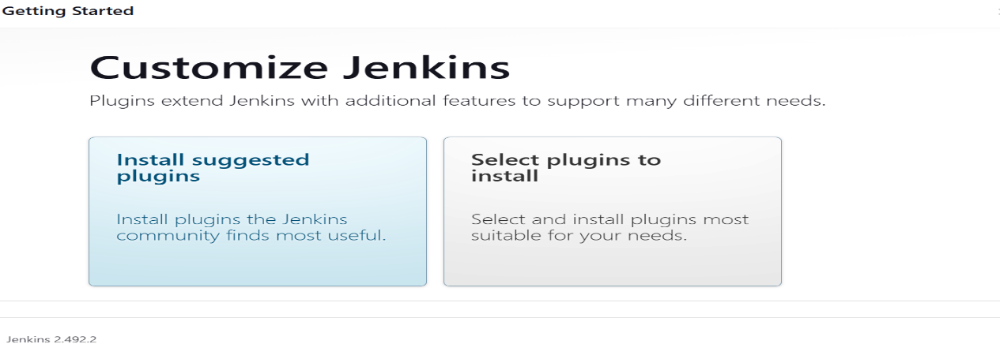 Getting Started
Customize Jenkins
Plugins extend Jenkins with additional features to support many different needs.
Install suggested
plugins
Install plugins the Jenkins
community finds most useful.
Select plugins to
install
Select and install plugins most
suitable for your needs.
Jenkins 2.492.2